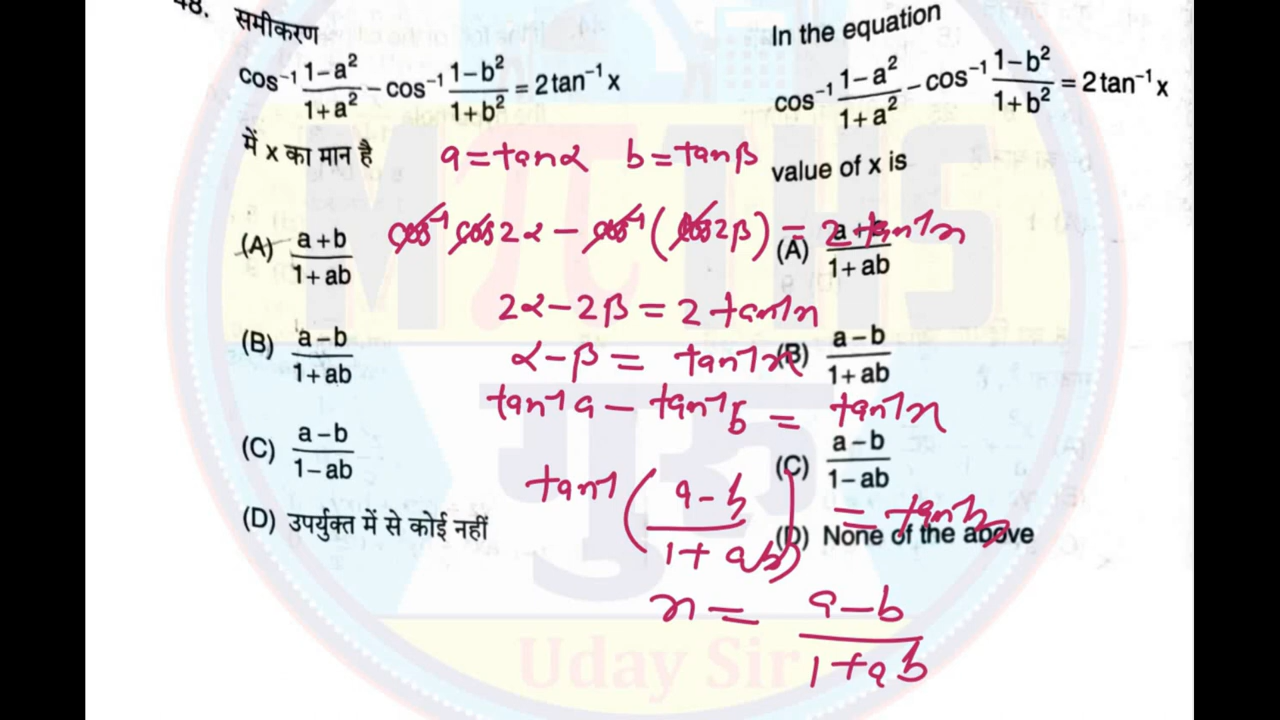 48.
समीकरण
cos⁻¹ (1−a²)/(1+a²) − cos⁻¹ (1−b²)/(1+b²) = 2 tan⁻¹ x
में x का मान है
(A) (a+b)/(1+ab)
(B) (a−b)/(1+ab)
(C) (a−b)/(1−ab)
(D) उपर्युक्त में से कोई नहीं
In the equation
cos⁻¹ (1−a²)/(1+a²) − cos⁻¹ (1−b²)/(1+b²) = 2 tan⁻¹ x
value of x is
(A) (a+b)/(1+ab)
(B) (a−b)/(1+ab)
(C) (a−b)/(1−ab)
(D) None of the above
a = tanα b = tanβ
cos⁻¹ cos2α − cos⁻¹ (cos2β) = 2 tan⁻¹x
2α − 2β = 2 tan⁻¹x
α − β = tan⁻¹x
tan⁻¹a − tan⁻¹b = tan⁻¹x
tan⁻¹ ((a−b)/(1+ab)) = tan⁻¹x
x = (a−b)/(1+ab)
MπTHS
गुरु
Uday Sir